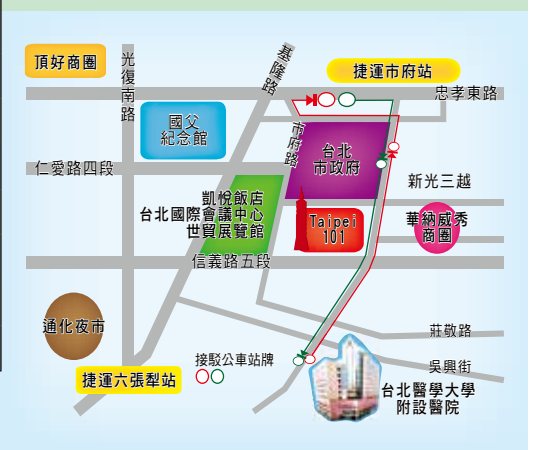 頂好商圈
光復南路
基隆路
捷運市府站
忠孝東路
國父
紀念館
市府路
台北
市政府
仁愛路四段
新光三越
凱悅飯店
台北國際會議中心
世貿展覽館
Taipei
101
華納威秀
商圈
信義路五段
通化夜市
莊敬路
接駁公車站牌
吳興街
捷運六張犁站
台北醫學大學
附設醫院